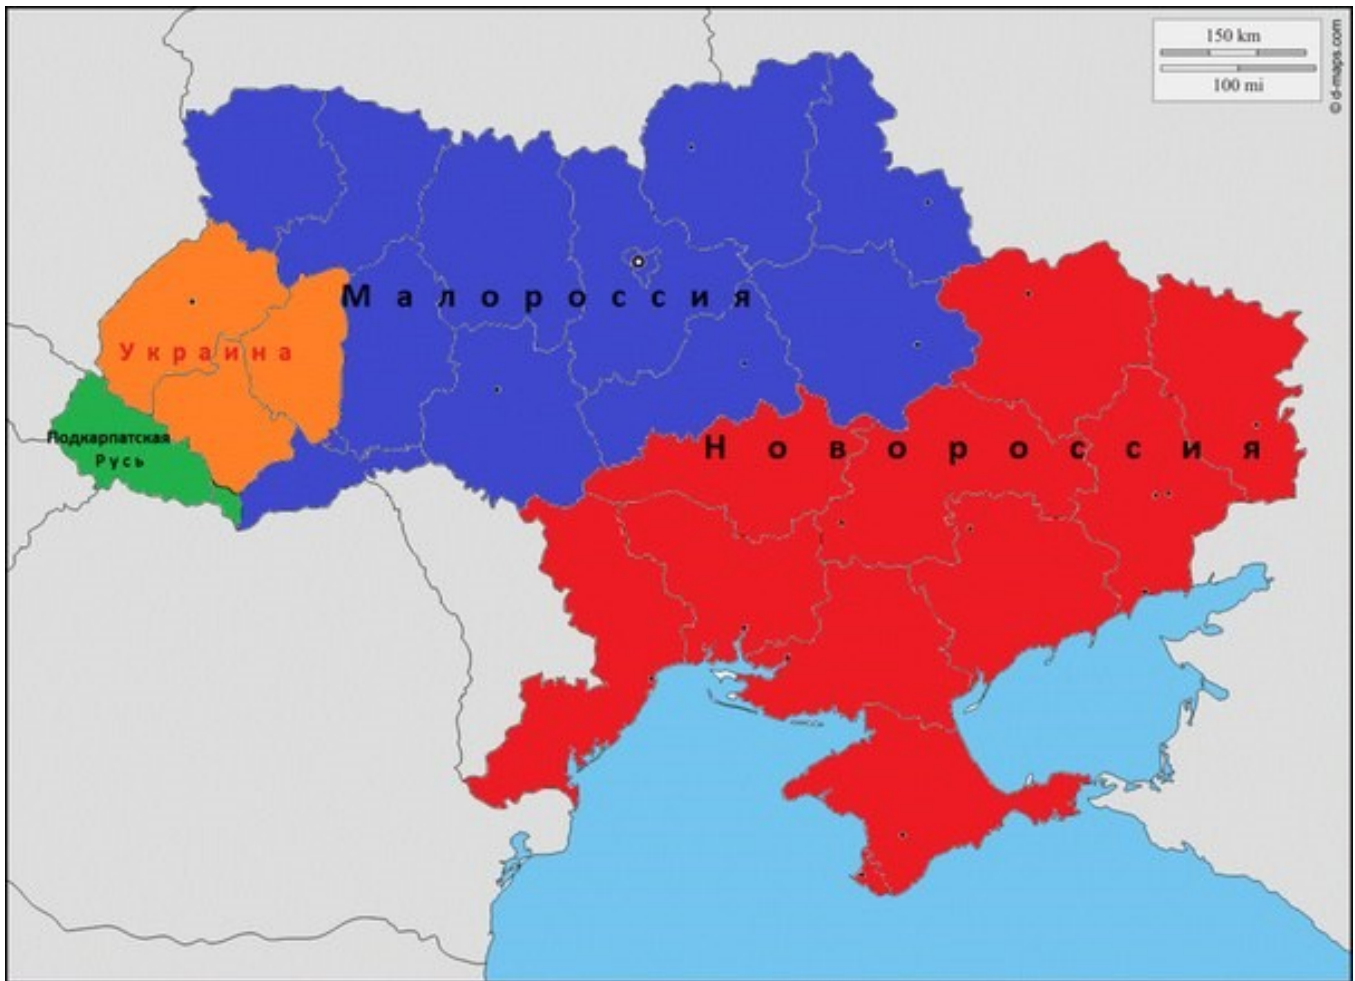 150 km
100 mi
© d-maps.com
Малороссия
Украина
Подкарпатская
Русь
Новороссия